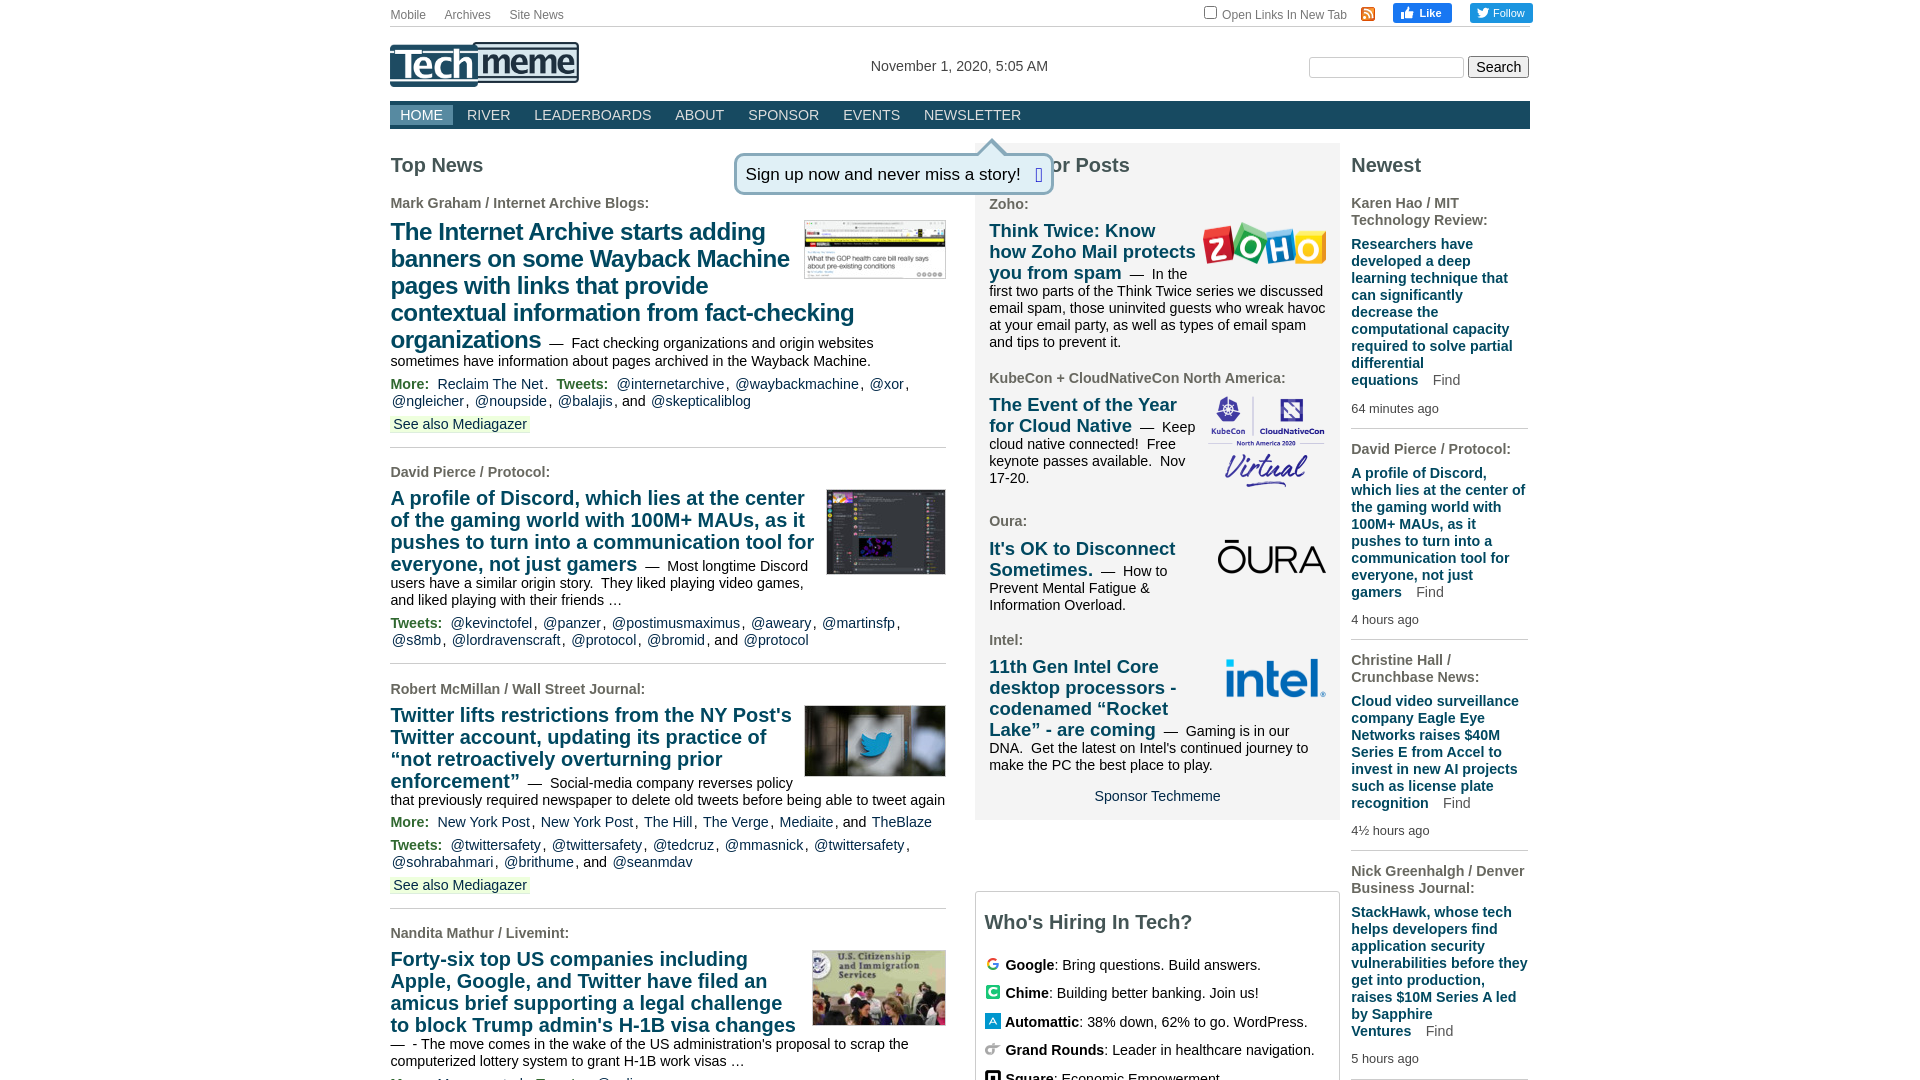 Mobile
Archives
Site News
Open Links In New Tab
Like
Follow
Techmeme
November 1, 2020, 5:05 AM
Search
HOME
RIVER
LEADERBOARDS
ABOUT
SPONSOR
EVENTS
NEWSLETTER
Sign up now and never miss a story!
Top News
Mark Graham / Internet Archive Blogs:
The Internet Archive starts adding
banners on some Wayback Machine
pages with links that provide
contextual information from fact-checking
organizations — Fact checking organizations and origin websites
sometimes have information about pages archived in the Wayback Machine.
What the GOP health care bill really says
about pre-existing conditions
More: Reclaim The Net. Tweets: @internetarchive, @waybackmachine, @xor,
@ngleicher, @noupside, @balajis, and @skepticaliblog
See also Mediagazer
David Pierce / Protocol:
A profile of Discord, which lies at the center
of the gaming world with 100M+ MAUs, as it
pushes to turn into a communication tool for
everyone, not just gamers — Most longtime Discord
users have a similar origin story. They liked playing video games,
and liked playing with their friends …
Tweets: @kevinctofel, @panzer, @postimusmaximus, @aweary, @martinsfp,
@s8mb, @lordravenscraft, @protocol, @bromid, and @protocol
Robert McMillan / Wall Street Journal:
Twitter lifts restrictions from the NY Post's
Twitter account, updating its practice of
“not retroactively overturning prior
enforcement” — Social-media company reverses policy
that previously required newspaper to delete old tweets before being able to tweet again
More: New York Post, New York Post, The Hill, The Verge, Mediaite, and TheBlaze
Tweets: @twittersafety, @twittersafety, @tedcruz, @mmasnick, @twittersafety,
@sohrabahmari, @brithume, and @seanmdav
See also Mediagazer
Nandita Mathur / Livemint:
Forty-six top US companies including
Apple, Google, and Twitter have filed an
amicus brief supporting a legal challenge
to block Trump admin's H-1B visa changes
— - The move comes in the wake of the US administration's proposal to scrap the
computerized lottery system to grant H-1B work visas …
U.S. Citizenship
and Immigration
Services
or Posts
Zoho:
Think Twice: Know
how Zoho Mail protects
you from spam — In the
first two parts of the Think Twice series we discussed
email spam, those uninvited guests who wreak havoc
at your email party, as well as types of email spam
and tips to prevent it.
ZOHO
KubeCon + CloudNativeCon North America:
The Event of the Year
for Cloud Native — Keep
cloud native connected! Free
keynote passes available. Nov
17-20.
KubeCon
CloudNativeCon
North America 2020
Virtual
Oura:
It's OK to Disconnect
Sometimes. — How to
Prevent Mental Fatigue &
Information Overload.
ŌURA
Intel:
11th Gen Intel Core
desktop processors -
codenamed “Rocket
Lake” - are coming — Gaming is in our
DNA. Get the latest on Intel's continued journey to
make the PC the best place to play.
intel.
Sponsor Techmeme
Who's Hiring In Tech?
Google: Bring questions. Build answers.
Chime: Building better banking. Join us!
Automattic: 38% down, 62% to go. WordPress.
Grand Rounds: Leader in healthcare navigation.
Square: Economic Empowerment
Newest
Karen Hao / MIT
Technology Review:
Researchers have
developed a deep
learning technique that
can significantly
decrease the
computational capacity
required to solve partial
differential
equations Find
64 minutes ago
David Pierce / Protocol:
A profile of Discord,
which lies at the center of
the gaming world with
100M+ MAUs, as it
pushes to turn into a
communication tool for
everyone, not just
gamers Find
4 hours ago
Christine Hall /
Crunchbase News:
Cloud video surveillance
company Eagle Eye
Networks raises $40M
Series E from Accel to
invest in new AI projects
such as license plate
recognition Find
4½ hours ago
Nick Greenhalgh / Denver
Business Journal:
StackHawk, whose tech
helps developers find
application security
vulnerabilities before they
get into production,
raises $10M Series A led
by Sapphire
Ventures Find
5 hours ago